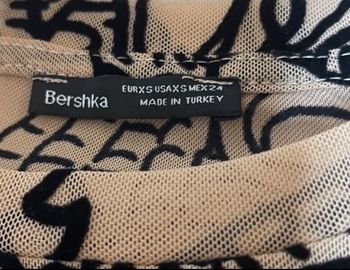 Bershka
EUR XS USA XS MEX 24
MADE IN TURKEY